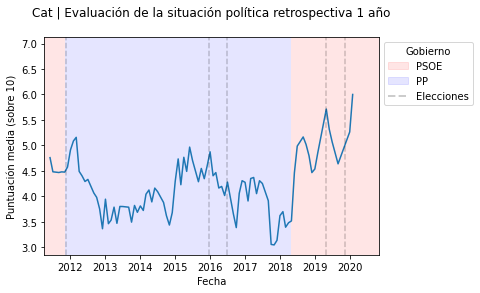 Cat | Evaluación de la situación política retrospectiva 1 año
Puntuación media (sobre 10)
7.0
6.5
6.0
5.5
5.0
4.5
4.0
3.5
3.0
2012 2013 2014 2015 2016 2017 2018 2019 2020
Fecha
Gobierno
PSOE
PP
Elecciones